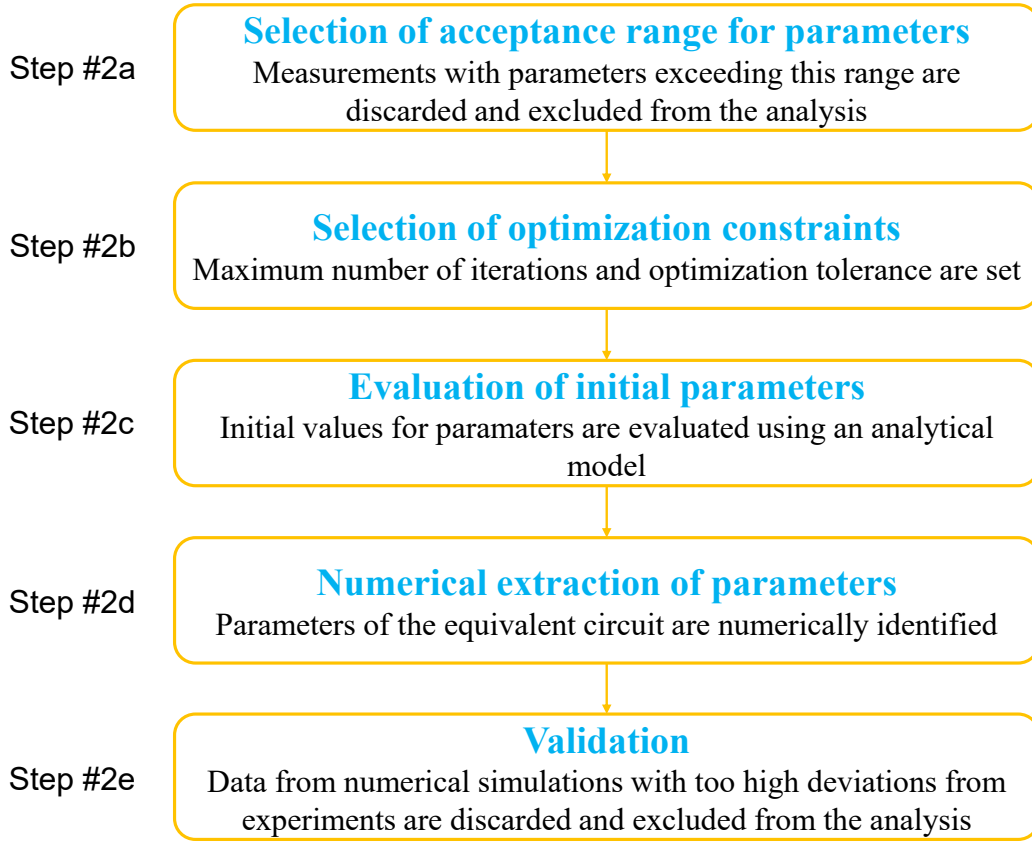 Step #2a
Selection of acceptance range for parameters
Measurements with parameters exceeding this range are
discarded and excluded from the analysis
Step #2b
Selection of optimization constraints
Maximum number of iterations and optimization tolerance are set
Step #2c
Evaluation of initial parameters
Initial values for paramaters are evaluated using an analytical
model
Step #2d
Numerical extraction of parameters
Parameters of the equivalent circuit are numerically identified
Step #2e
Validation
Data from numerical simulations with too high deviations from
experiments are discarded and excluded from the analysis